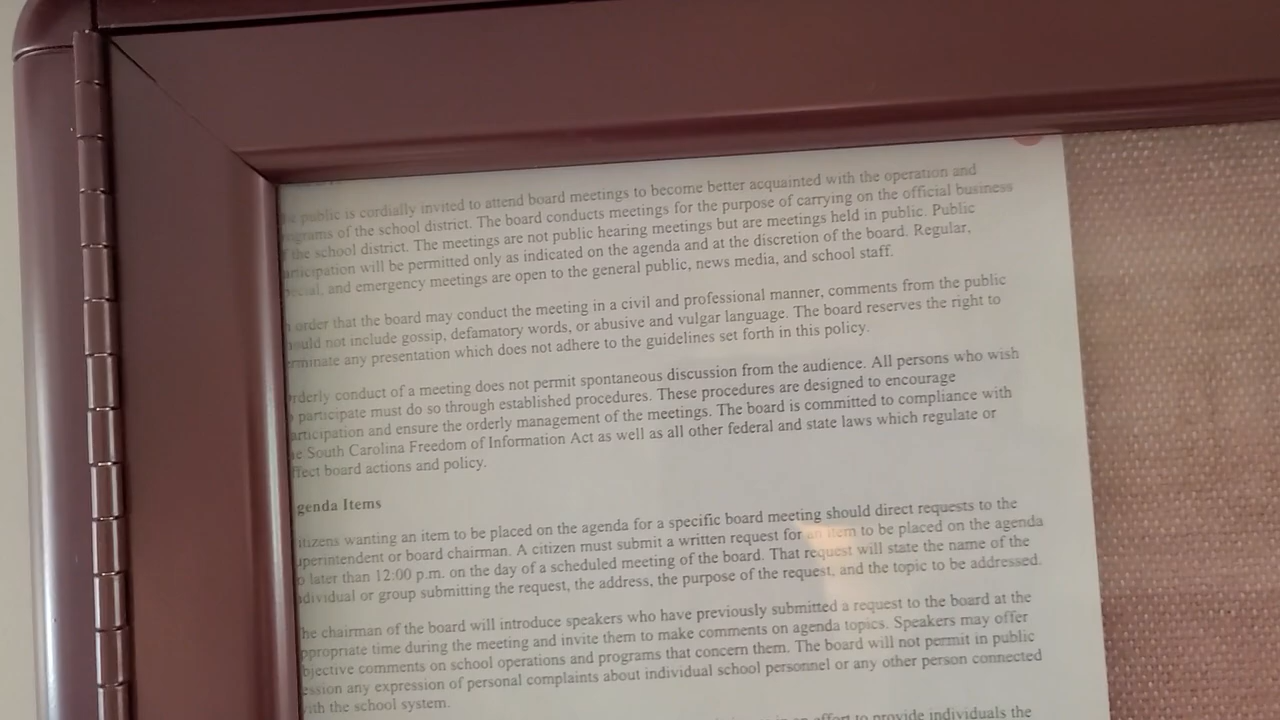 public is cordially invited to attend board meetings to become better acquainted with the operation and
of the school district. The board conducts meetings for the purpose of carrying on the official business
the school district. The meetings are not public hearing meetings but are meetings held in public. Public
articipation will be permitted only as indicated on the agenda and at the discretion of the board. Regular,
and emergency meetings are open to the general public, news media, and school staff.
order that the board may conduct the meeting in a civil and professional manner, comments from the public
ould not include gossip, defamatory words, or abusive and vulgar language. The board reserves the right to
erminate any presentation which does not adhere to the guidelines set forth in this policy.
rderly conduct of a meeting does not permit spontaneous discussion from the audience. All persons who wish
participate must do so through established procedures. These procedures are designed to encourage
articipation and ensure the orderly management of the meetings. The board is committed to compliance with
e South Carolina Freedom of Information Act as well as all other federal and state laws which regulate or
ffect board actions and policy.
genda Items
itizens wanting an item to be placed on the agenda for a specific board meeting should direct requests to the
uperintendent or board chairman. A citizen must submit a written request for an item to be placed on the agenda
o later than 12:00 p.m. on the day of a scheduled meeting of the board. That request will state the name of the
dividual or group submitting the request, the address, the purpose of the request, and the topic to be addressed.
he chairman of the board will introduce speakers who have previously submitted a request to the board at the
ppropriate time during the meeting and invite them to make comments on agenda topics. Speakers may offer
bjective comments on school operations and programs that concern them. The board will not permit in public
ession any expression of personal complaints about individual school personnel or any other person connected
ith the school system.
effort to provide individuals the